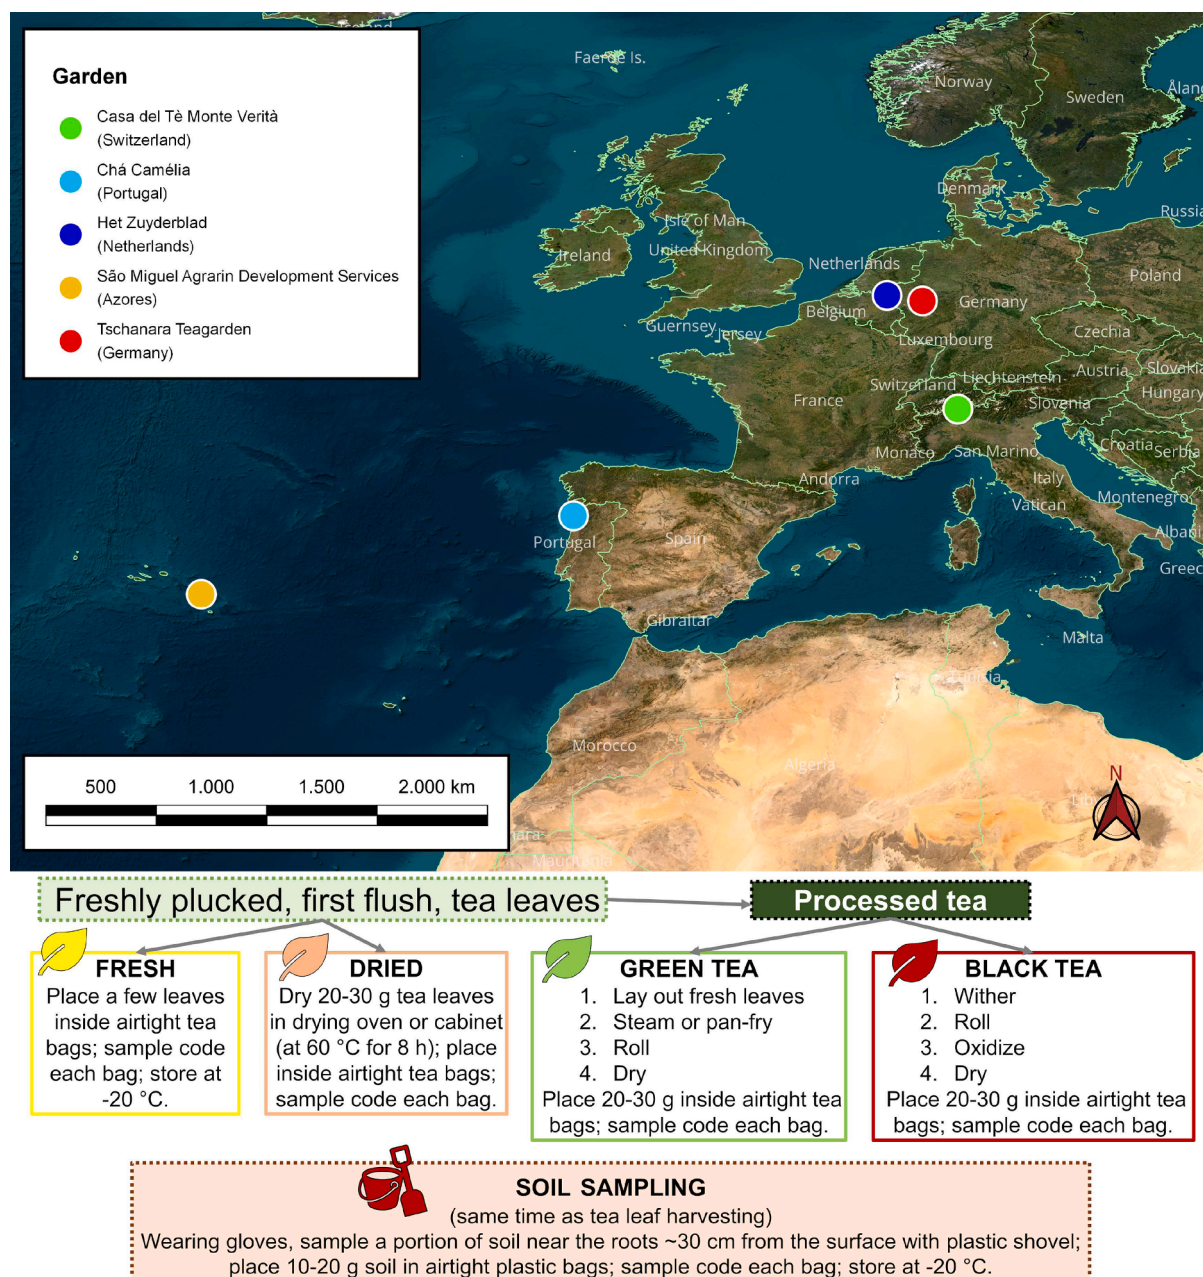 Iceland
Faeroe Is.
Norway
Sweden
Åland
Garden
Casa del Tè Monte Verità
(Switzerland)
Chá Camélia
(Portugal)
Het Zuyderblad
(Netherlands)
São Miguel Agrarin Development Services
(Azores)
Tschanara Teagarden
(Germany)
Denmark
Isle of Man
Russia
Ireland
United Kingdom
Netherlands
Poland
Belgium
Germany
Guernsey
Jersey
Luxembourg
Czechia
Switzerland
Liechtenstein
Austria
Slovakia
Hungary
France
Slovenia
Monaco
San Marino
Croatia
Serbia
Andorra
Italy
Vatican
Montenegro
Albani
Portugal
Spain
Greec
Gibraltar
Malta
Tunisia
Morocco
Algeria
Lib
N
500 1.000 1.500 2.000 km
ara
Mauritania
Freshly plucked, first flush, tea leaves
Processed tea
FRESH
Place a few leaves
inside airtight tea
bags; sample code
each bag; store at
-20 °C.
DRIED
Dry 20-30 g tea leaves
in drying oven or cabinet
(at 60 °C for 8 h); place
inside airtight tea bags;
sample code each bag.
GREEN TEA
1. Lay out fresh leaves
2. Steam or pan-fry
3. Roll
4. Dry
Place 20-30 g inside airtight tea
bags; sample code each bag.
BLACK TEA
1. Wither
2. Roll
3. Oxidize
4. Dry
Place 20-30 g inside airtight tea
bags; sample code each bag.
SOIL SAMPLING
(same time as tea leaf harvesting)
Wearing gloves, sample a portion of soil near the roots ~30 cm from the surface with plastic shovel;
place 10-20 g soil in airtight plastic bags; sample code each bag; store at -20 °C.